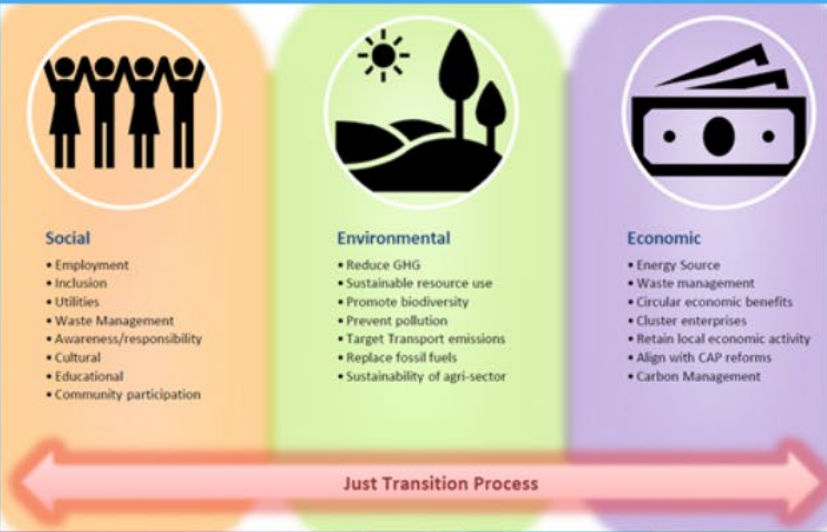 Social
• Employment
• Inclusion
• Utilities
• Waste Management
• Awareness/responsibility
• Cultural
• Educational
• Community participation
Environmental
• Reduce GHG
• Sustainable resource use
• Promote biodiversity
• Prevent pollution
• Target Transport emissions
• Replace fossil fuels
• Sustainability of agri-sector
Economic
• Energy Source
• Waste management
• Circular economic benefits
• Cluster enterprises
• Retain local economic activity
• Align with CAP reforms
• Carbon Management
Just Transition Process